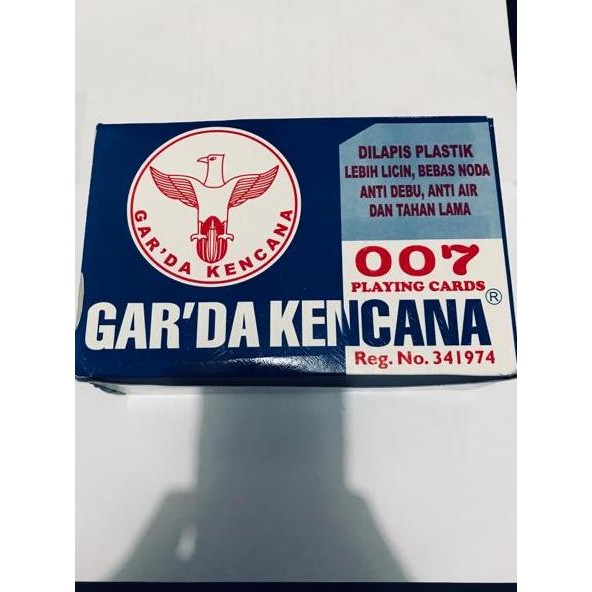 GAR'DA KENCANA
DILAPIS PLASTIK
LEBIH LICIN, BEBAS NODA
ANTI DEBU, ANTI AIR
DAN TAHAN LAMA
007
PLAYING CARDS
GAR'DA KENCANA®
Reg. No. 341974